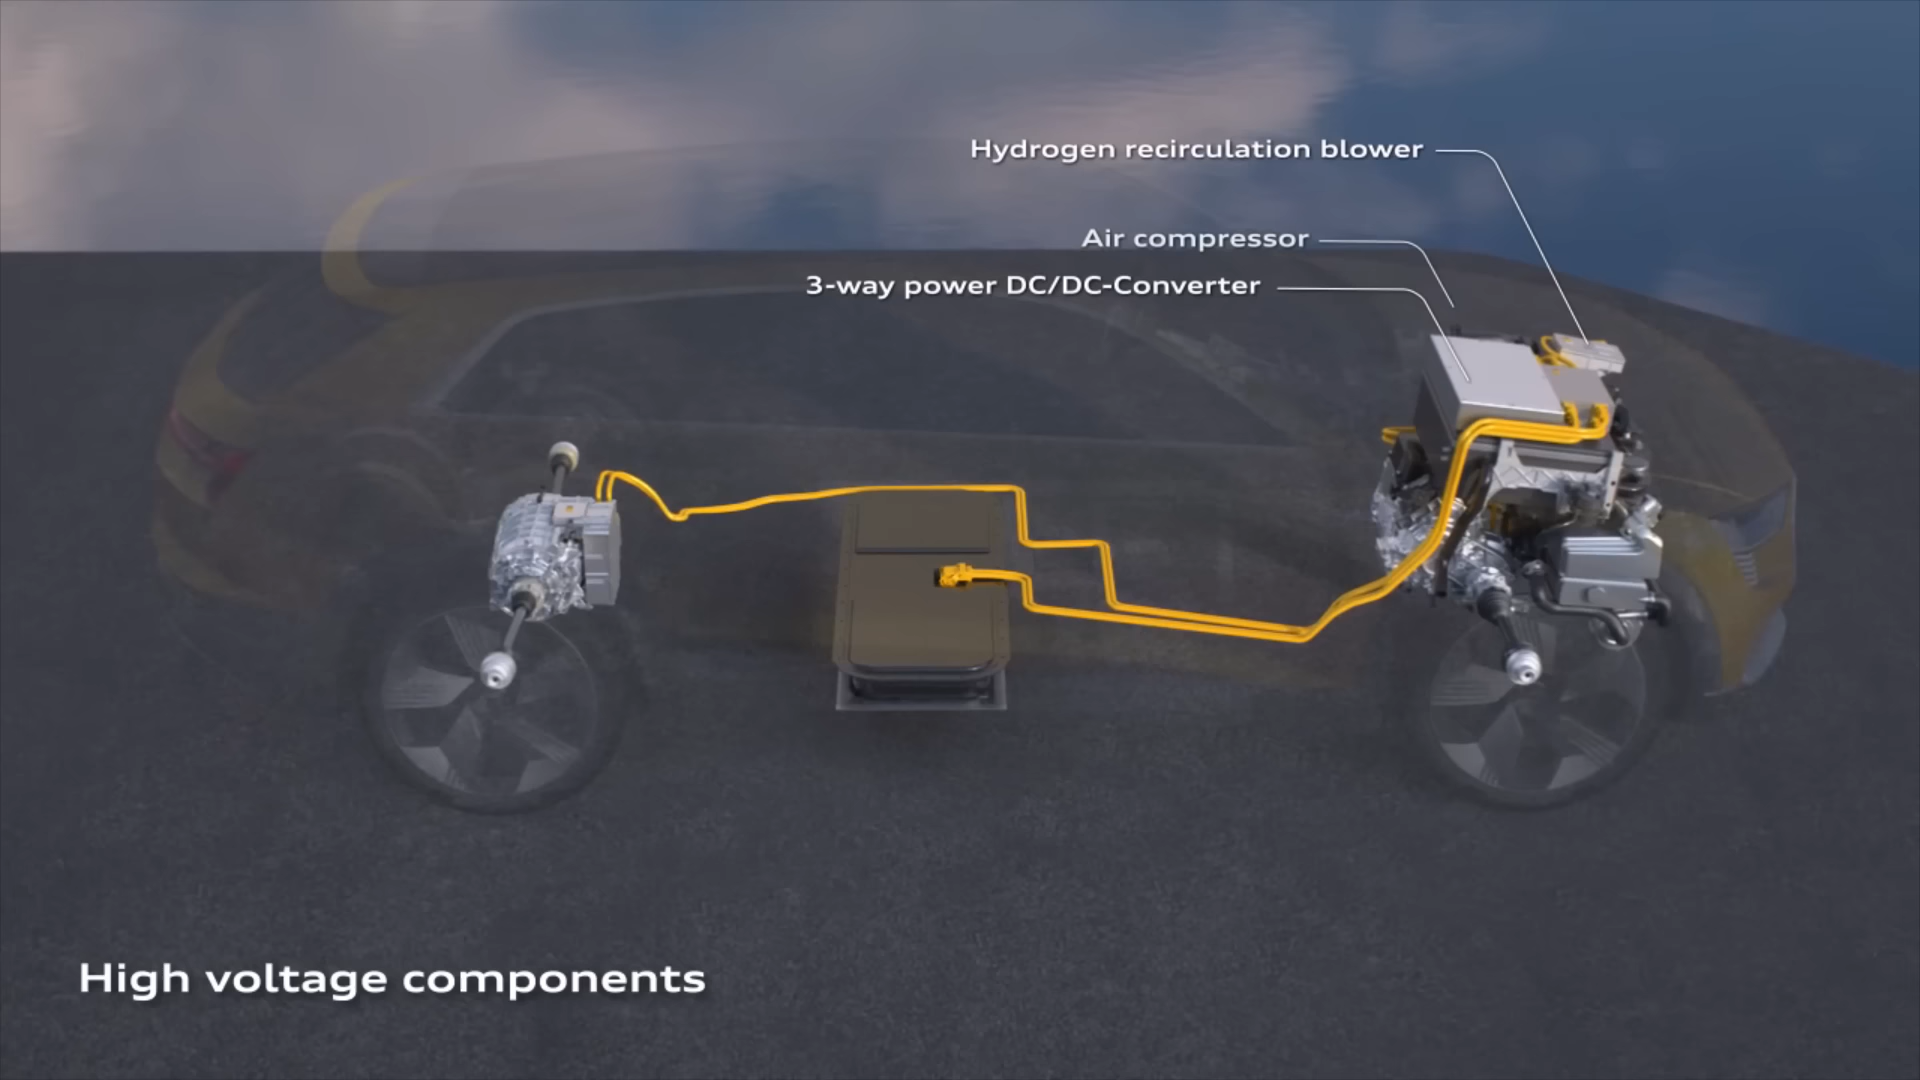 Hydrogen recirculation blower
Air compressor
3-way power DC/DC-Converter
High voltage components